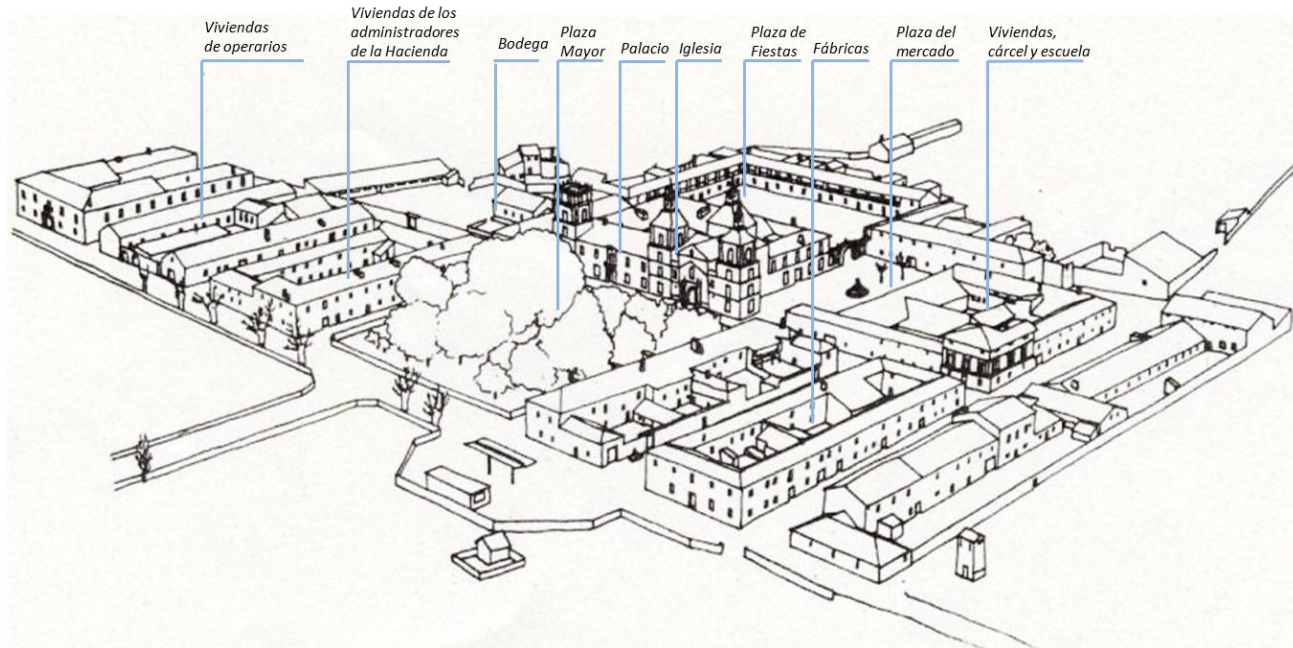 Viviendas
de operarios
Viviendas de los
administradores
de la Hacienda
Bodega
Plaza
Mayor
Palacio
Iglesia
Plaza de
Fiestas
Fábricas
Plaza del
mercado
Viviendas,
cárcel y escuela